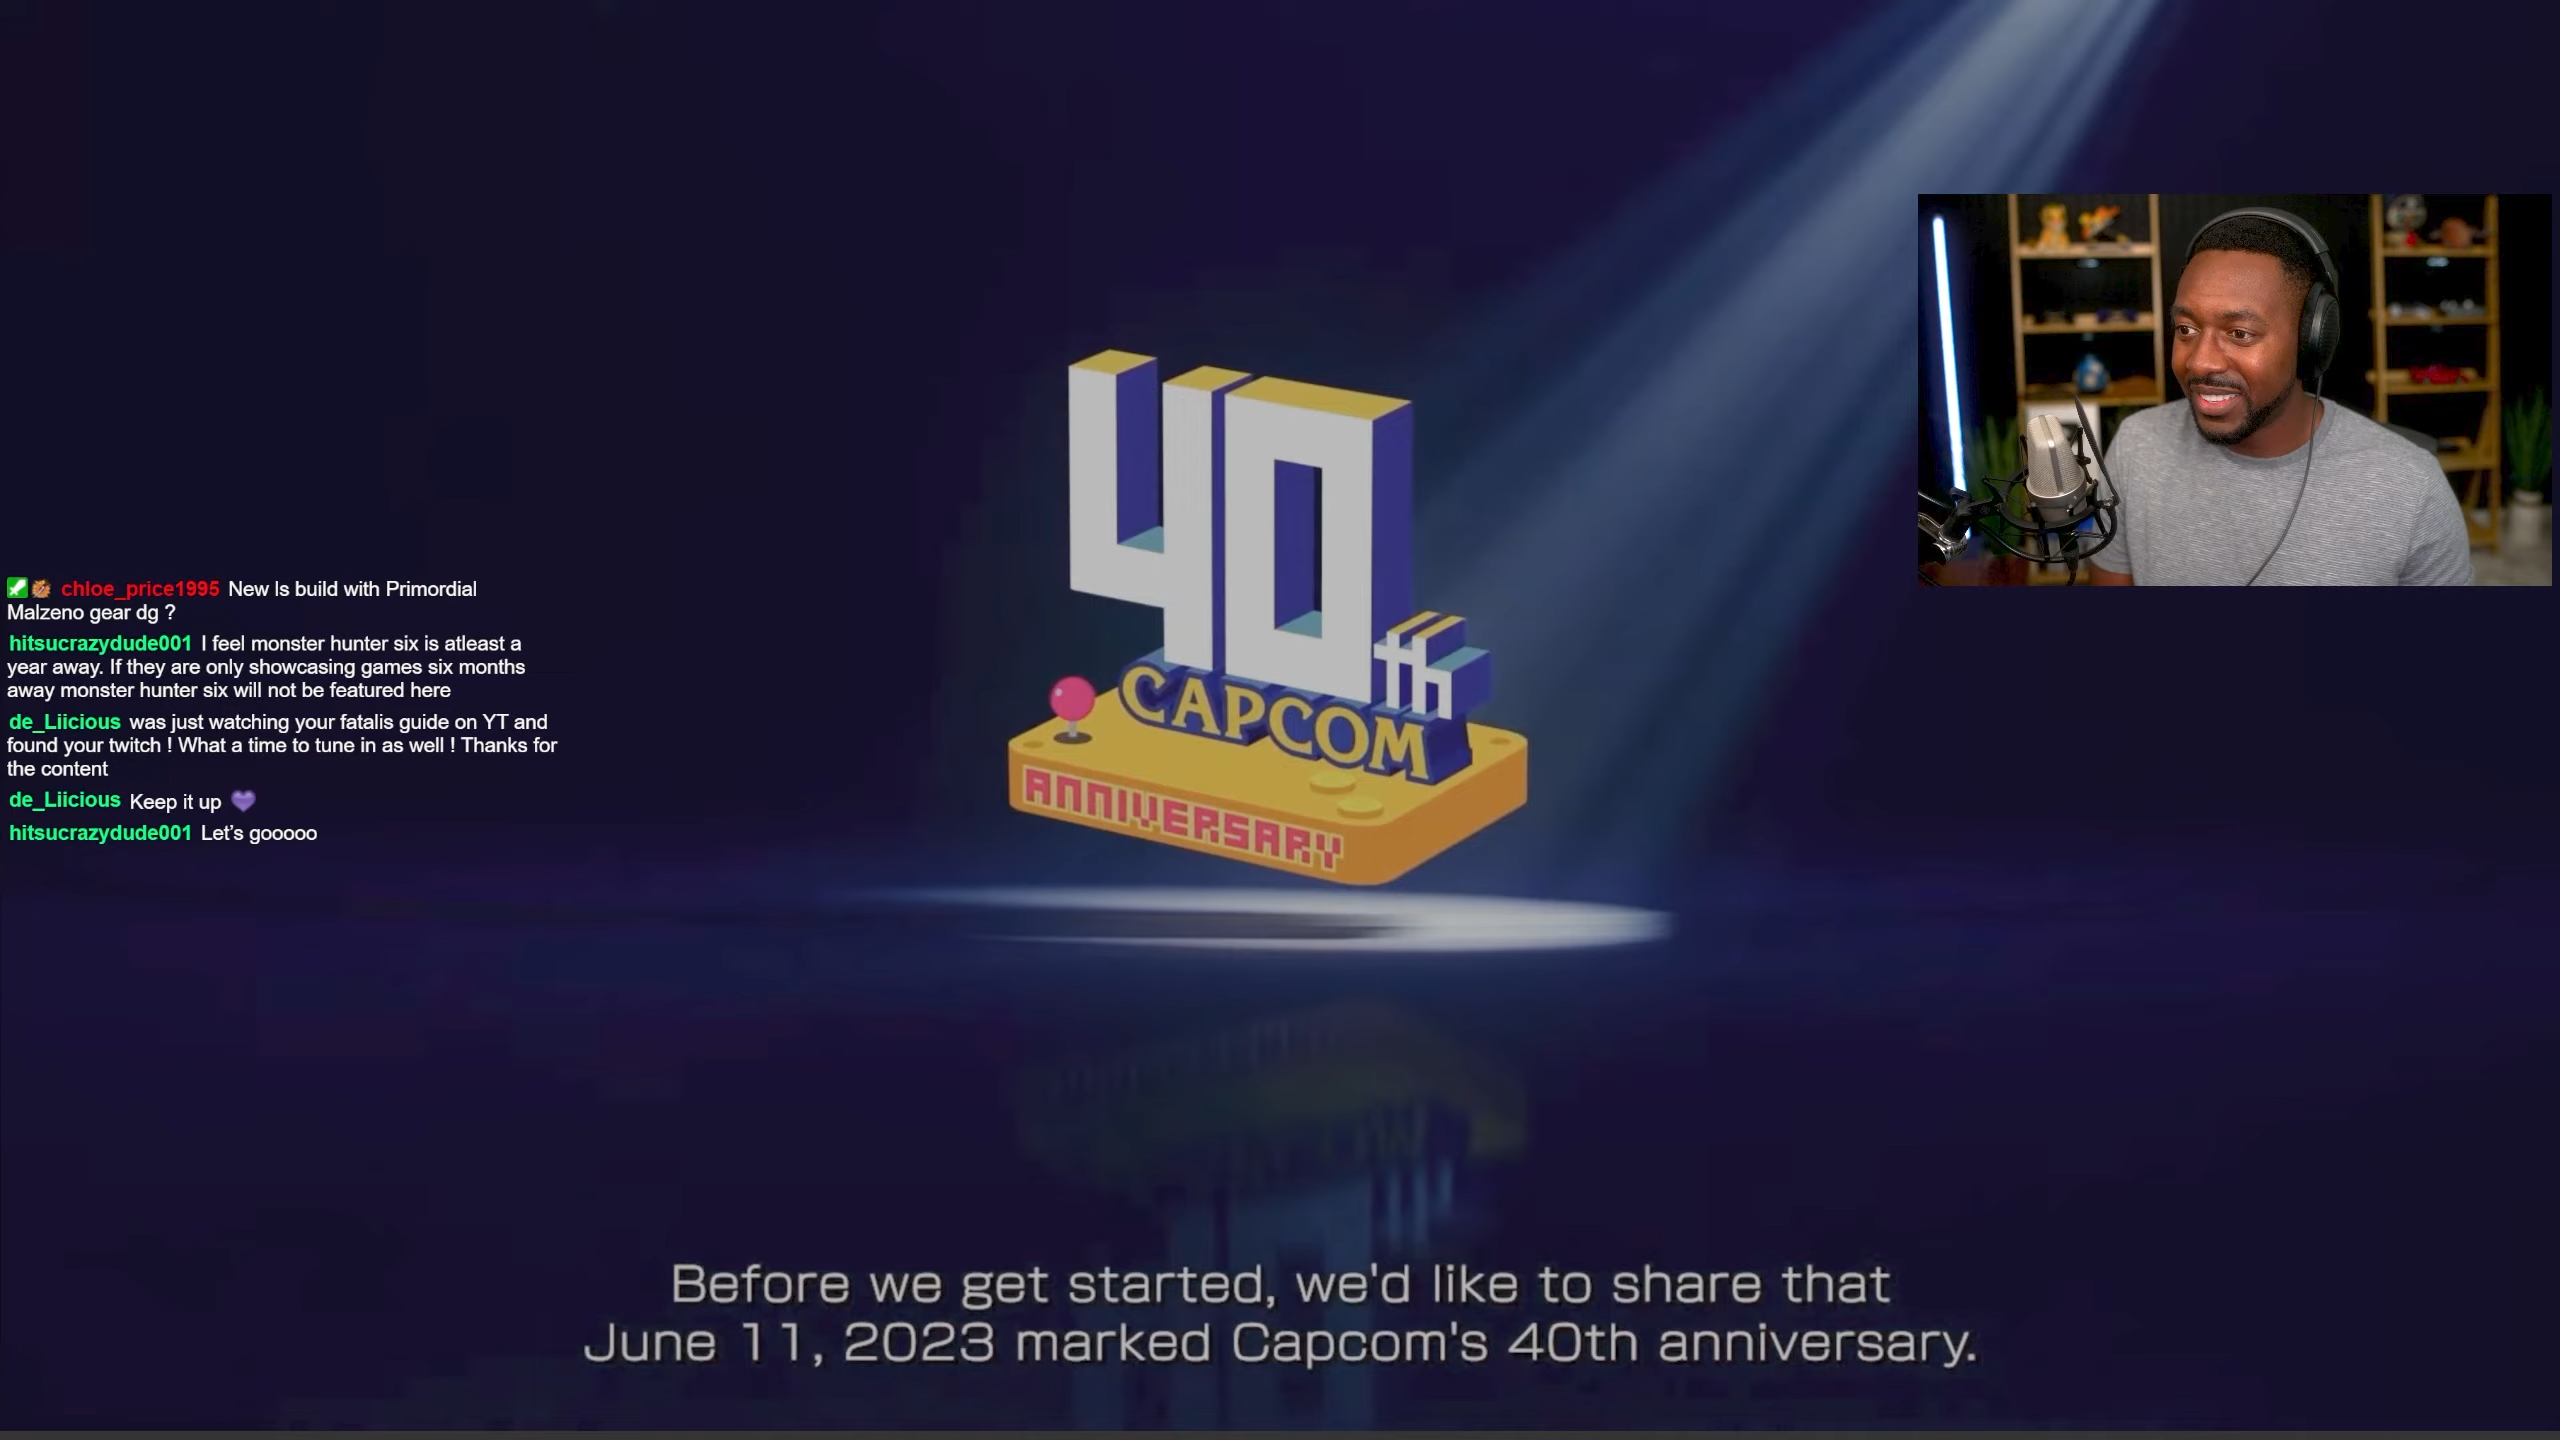 chloe_price1995 New ls build with Primordial
Malzeno gear dg ?
hitsucrazydude001 I feel monster hunter six is atleast a
year away. If they are only showcasing games six months
away monster hunter six will not be featured here
de_Liicious was just watching your fatalis guide on YT and
found your twitch ! What a time to tune in as well ! Thanks for
the content
de_Liicious Keep it up
hitsucrazydude001 Let’s gooooo
40th
CAPCOM
ANNIVERSARY
Before we get started, we'd like to share that
June 11, 2023 marked Capcom's 40th anniversary.